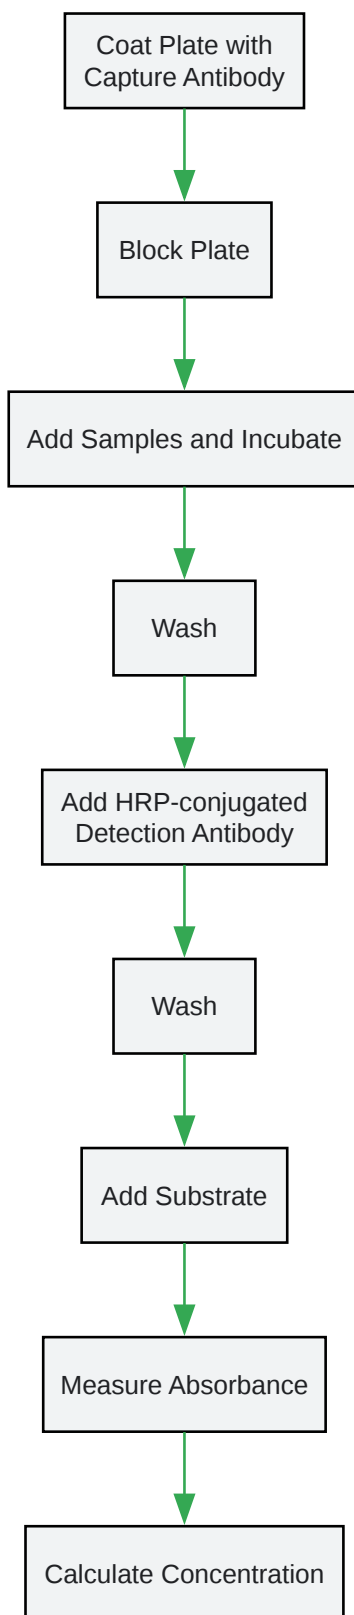 Coat Plate with
Capture Antibody
Block Plate
Add Samples and Incubate
Wash
Add HRP-conjugated
Detection Antibody
Wash
Add Substrate
Measure Absorbance
Calculate Concentration